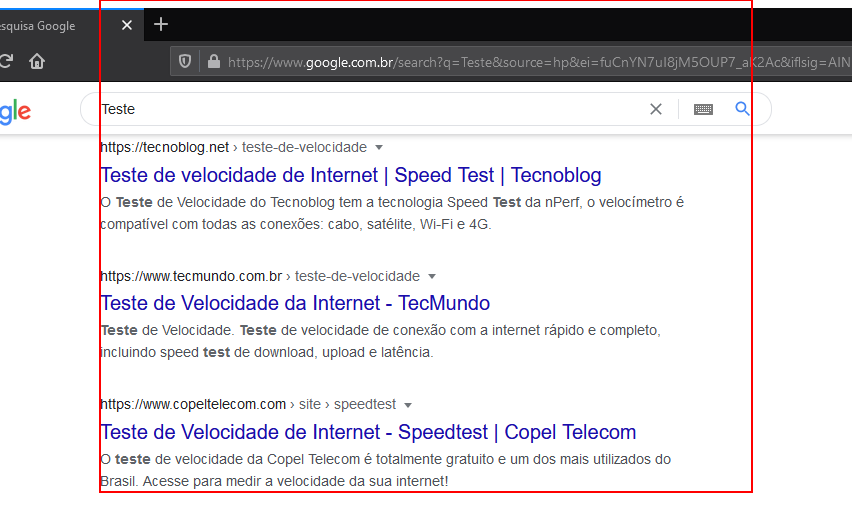 esquisa Google
https://www.google.com.br/search?q=Teste&source=hp&ei=fuCnYN7uI8jM5OUP7_aK2Ac&iflsig=AIN
gle
Teste
https://tecnoblog.net › teste-de-velocidade
Teste de velocidade de Internet | Speed Test | Tecnoblog
O Teste de Velocidade do Tecnoblog tem a tecnologia Speed Test da nPerf, o velocímetro é
compatível com todas as conexões: cabo, satélite, Wi-Fi e 4G.
https://www.tecmundo.com.br › teste-de-velocidade
Teste de Velocidade da Internet - TecMundo
Teste de Velocidade. Teste de velocidade de conexão com a internet rápido e completo,
incluindo speed test de download, upload e latência.
https://www.copeltelecom.com › site › speedtest
Teste de Velocidade de Internet - Speedtest | Copel Telecom
O teste de velocidade da Copel Telecom é totalmente gratuito e um dos mais utilizados do
Brasil. Acesse para medir a velocidade da sua internet!